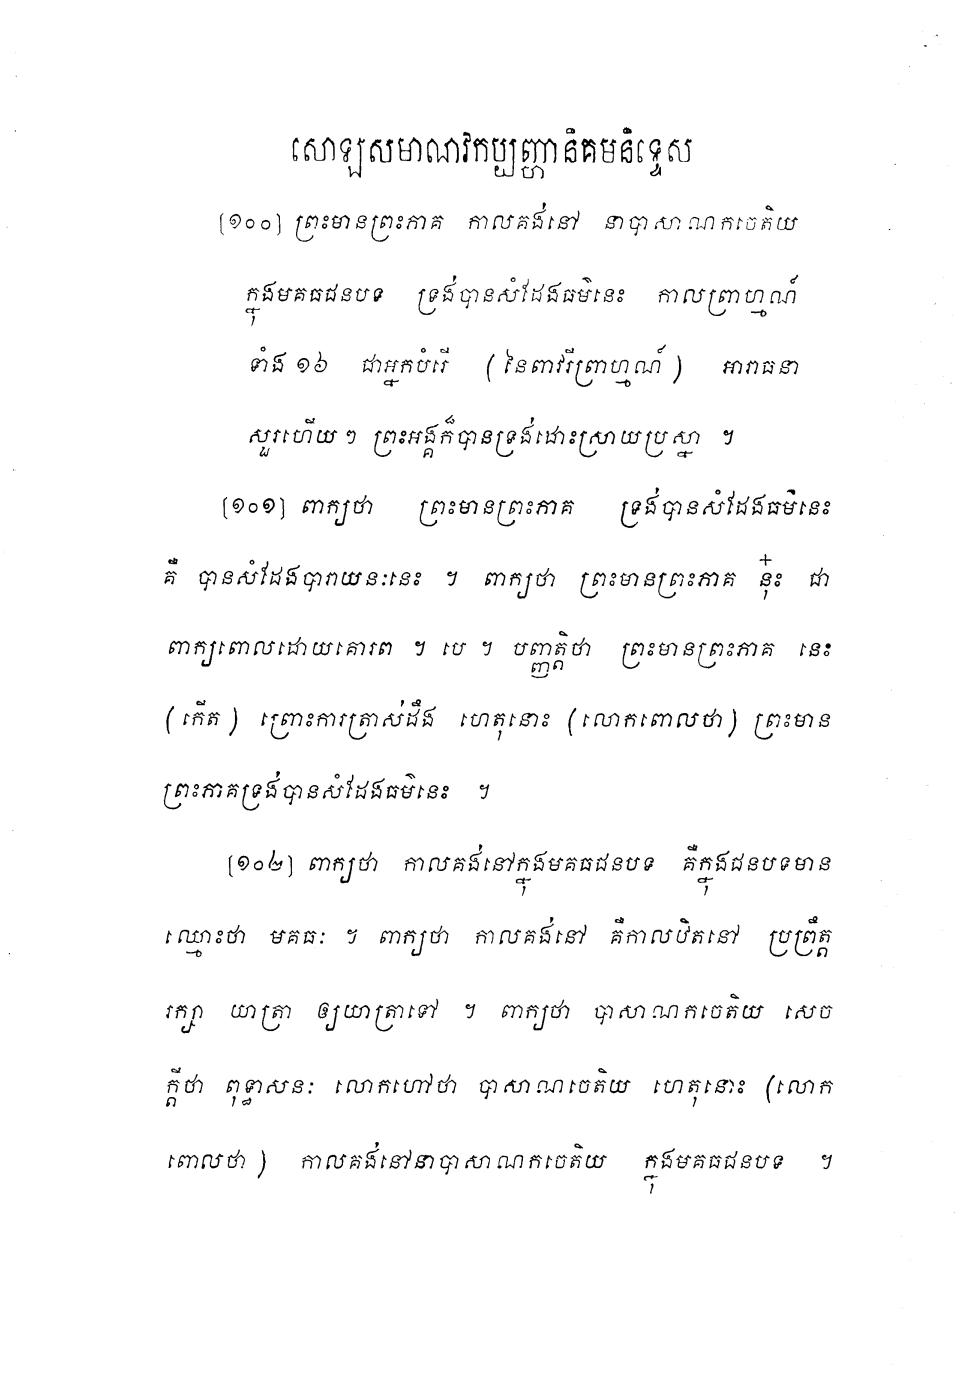 សោឡសមាណវកប្បញ្ហានិគមនិទ្ទេស
[១០០] ព្រះមានព្រះភាគ កាលគង់នៅ នាបាសាណកចេតិយ
ក្នុងមគធជនបទ ទ្រង់បានសំដែងធម៌នេះ កាលព្រាហ្មណ៍
ទាំង ១៦ ជាអ្នកបំរើ ( នៃពាវរីព្រាហ្មណ៍ ) អារាធនា
សួរហើយ ៗ ព្រះអង្គក៏បានទ្រង់ដោះស្រាយប្រស្នា ។
[១០១] ពាក្យថា ព្រះមានព្រះភាគ ទ្រង់បានសំដែងធម៌នេះ
គឺ បានសំដែងបារាយនៈនេះ ។ ពាក្យថា ព្រះមានព្រះភាគ នុ៎ះ ជា
ពាក្យពោលដោយគោរព ។ បេ ។ បញ្ញត្តិថា ព្រះមានព្រះភាគ នេះ
( កើត ) ព្រោះការត្រាស់ដឹង ហេតុនោះ ( លោកពោលថា ) ព្រះមាន
ព្រះភាគទ្រង់បានសំដែងធម៌នេះ ។
[១០២] ពាក្យថា កាលគង់នៅក្នុងមគធជនបទ គឺក្នុងជនបទមាន
ឈ្មោះថា មគធៈ ។ ពាក្យថា កាលគង់នៅ គឺកាលឋិតនៅ ប្រព្រឹត្ត
រក្សា យាត្រា ឲ្យយាត្រាទៅ ។ ពាក្យថា បាសាណកចេតិយ សេច
ក្តីថា ពុទ្ធាសនៈ លោកហៅថា បាសាណចេតិយ ហេតុនោះ (លោក
ពោលថា ) កាលគង់នៅនាបាសាណកចេតិយ ក្នុងមគធជនបទ ។